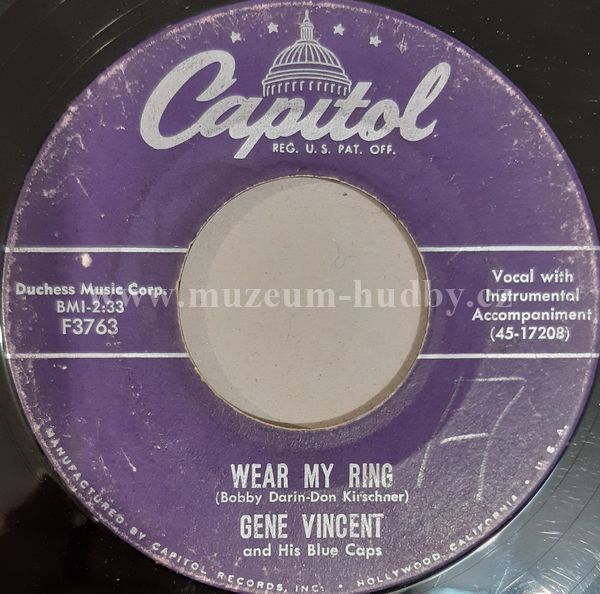 Capitol
REG. U.S. PAT. OFF.
Duchess Music Corp.
BMI-2:33
F3763
Vocal with
Instrumental
Accompaniment
(45-17208)
www.muzeum-hudby.cz
17
WEAR MY RING
(Bobby Darin-Don Kirschner)
GENE VINCENT
and His Blue Caps
MANUFACTURED BY CAPITOL RECORDS, INC. • HOLLYWOOD, CALIFORNIA • U.S.A.